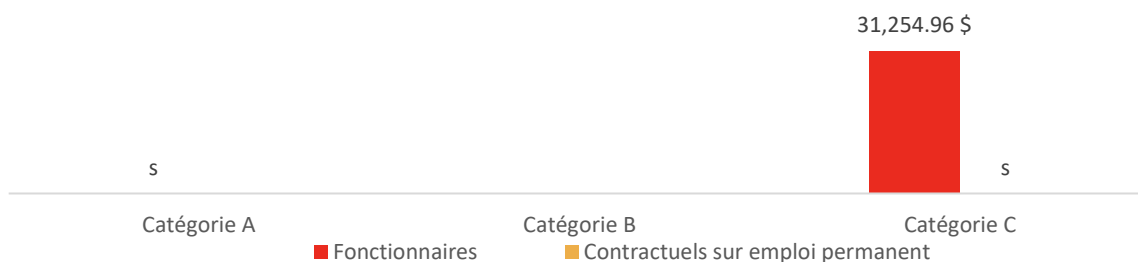 31,254.96 $
s
s
Catégorie A
Catégorie B
Catégorie C
Fonctionnaires
Contractuels sur emploi permanent